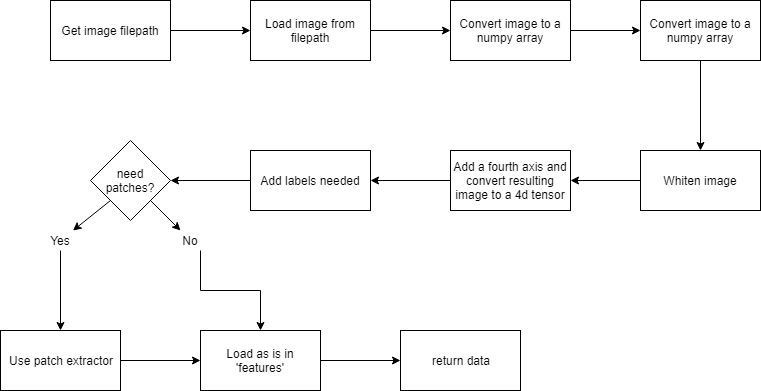 Get image filepath
Load image from
filepath
Convert image to a
numpy array
Convert image to a
numpy array
Whiten image
Add a fourth axis and
convert resulting
image to a 4d tensor
Add labels needed
need
patches?
Yes
No
Use patch extractor
Load as is in
'features'
return data